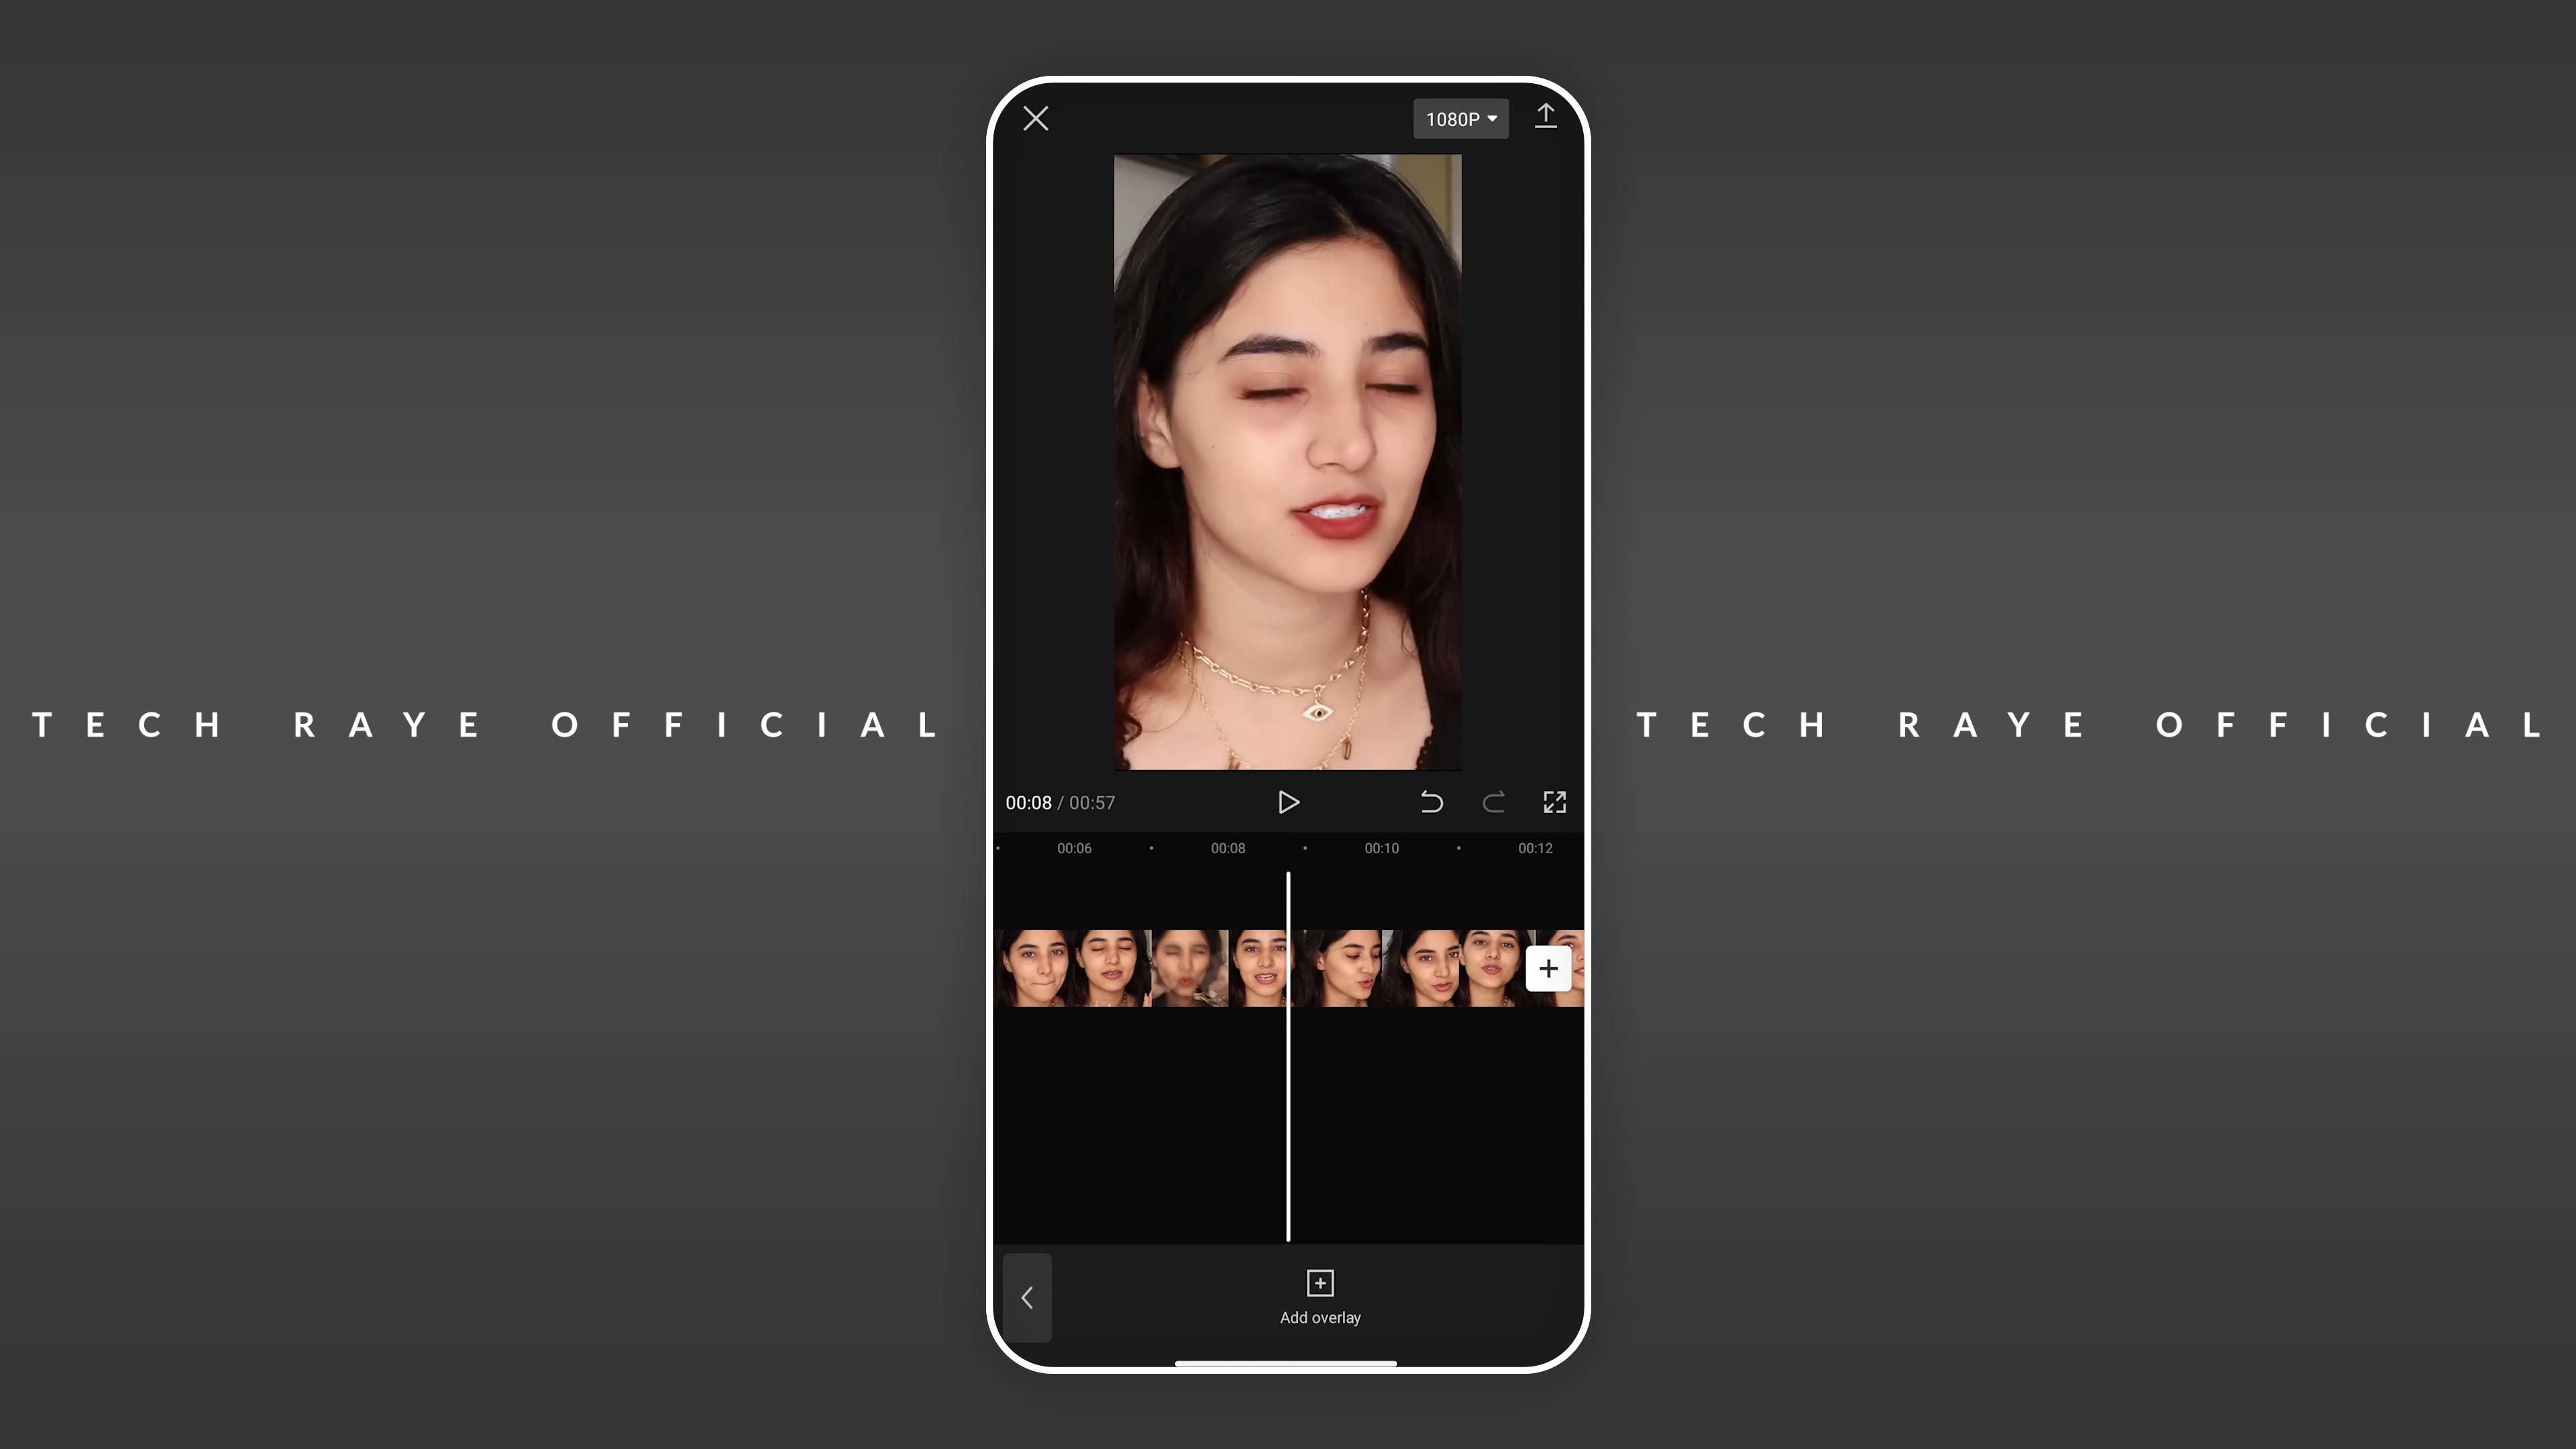 1080P
TECH RAYE OFFICIAL
TECH RAYE OFFICIAL
00:08 / 00:57
00:06 00:08 00:10 00:12
Add overlay